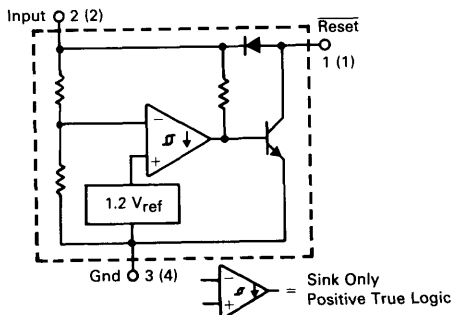 Input 2 (2)
Reset
1 (1)
−
+
1.2 Vref
Gnd 3 (4)
−
+
= Sink Only
Positive True Logic